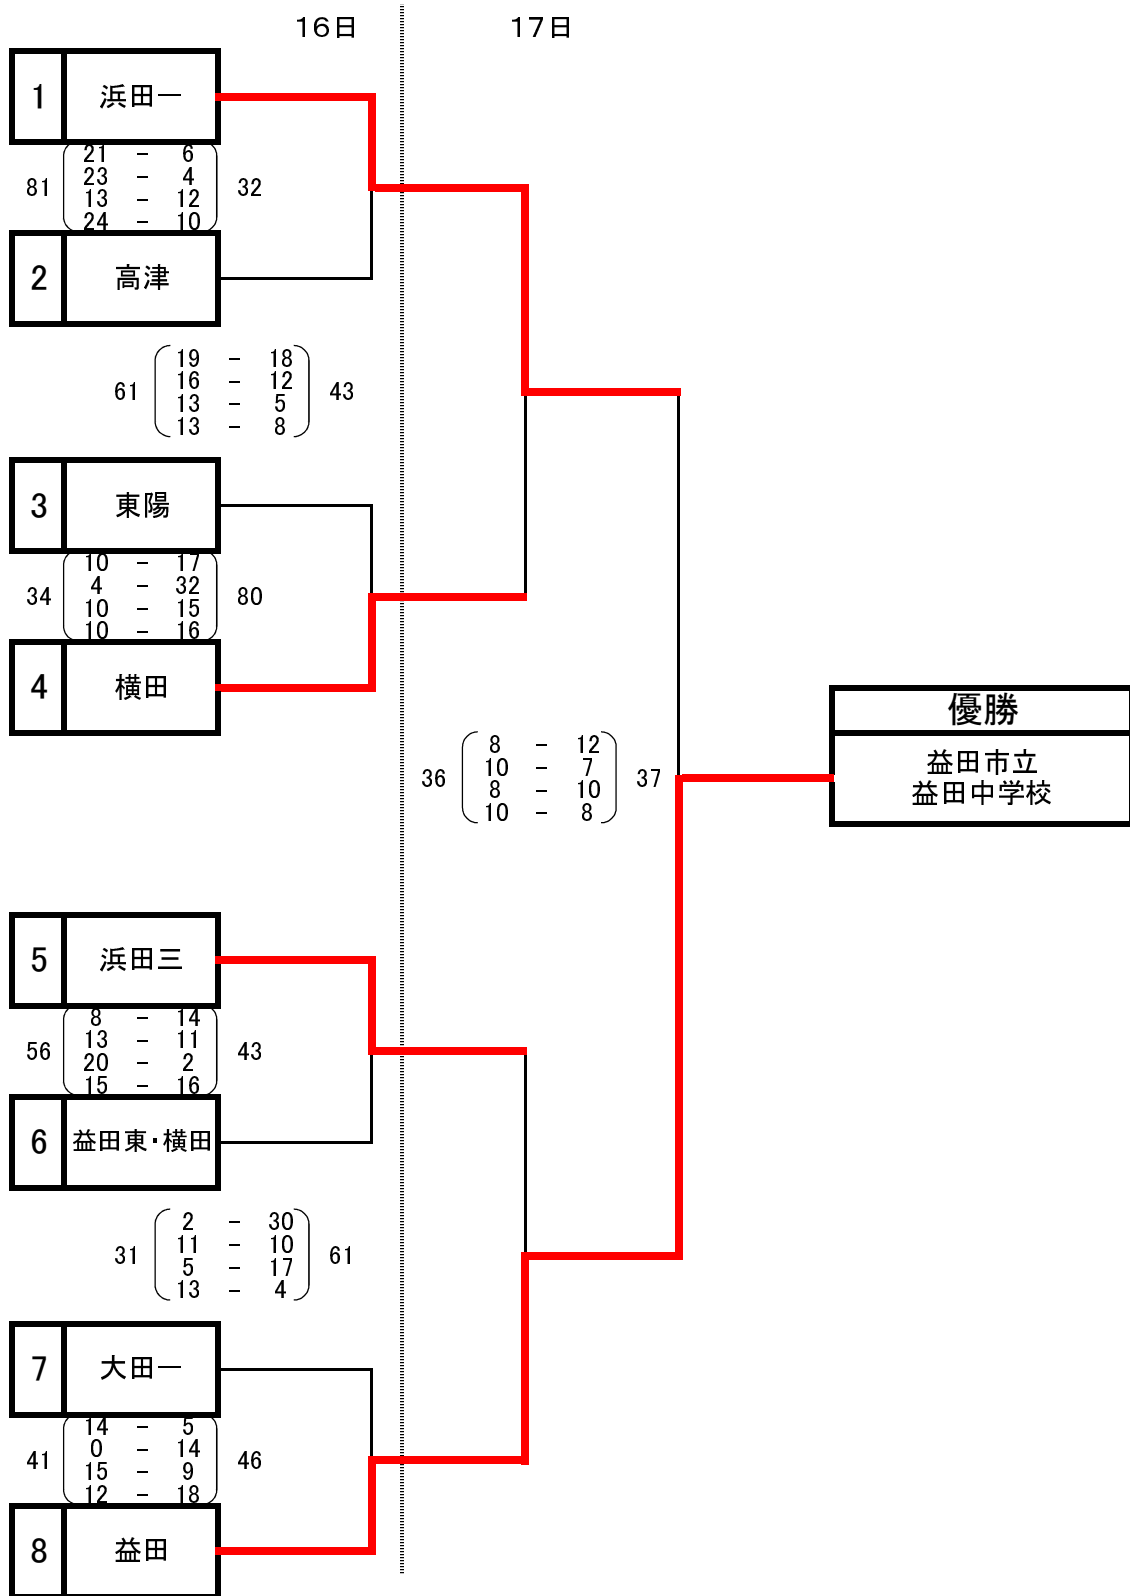 16日 17日
1 浜田一
21 - 6
23 - 4
81 32
13 - 12
24 - 10
2 高津
19 - 18
16 - 12
61 43
13 - 5
13 - 8
3 東陽
10 - 17
4 - 32
34 80
10 - 15
10 - 16
4 横田
優勝
益田市立
益田中学校
8 - 12
10 - 7
36 37
8 - 10
10 - 8
5 浜田三
8 - 14
13 - 11
56 43
20 - 2
15 - 16
6 益田東・横田
2 - 30
11 - 10
31 61
5 - 17
13 - 4
7 大田一
14 - 5
0 - 14
41 46
15 - 9
12 - 18
8 益田